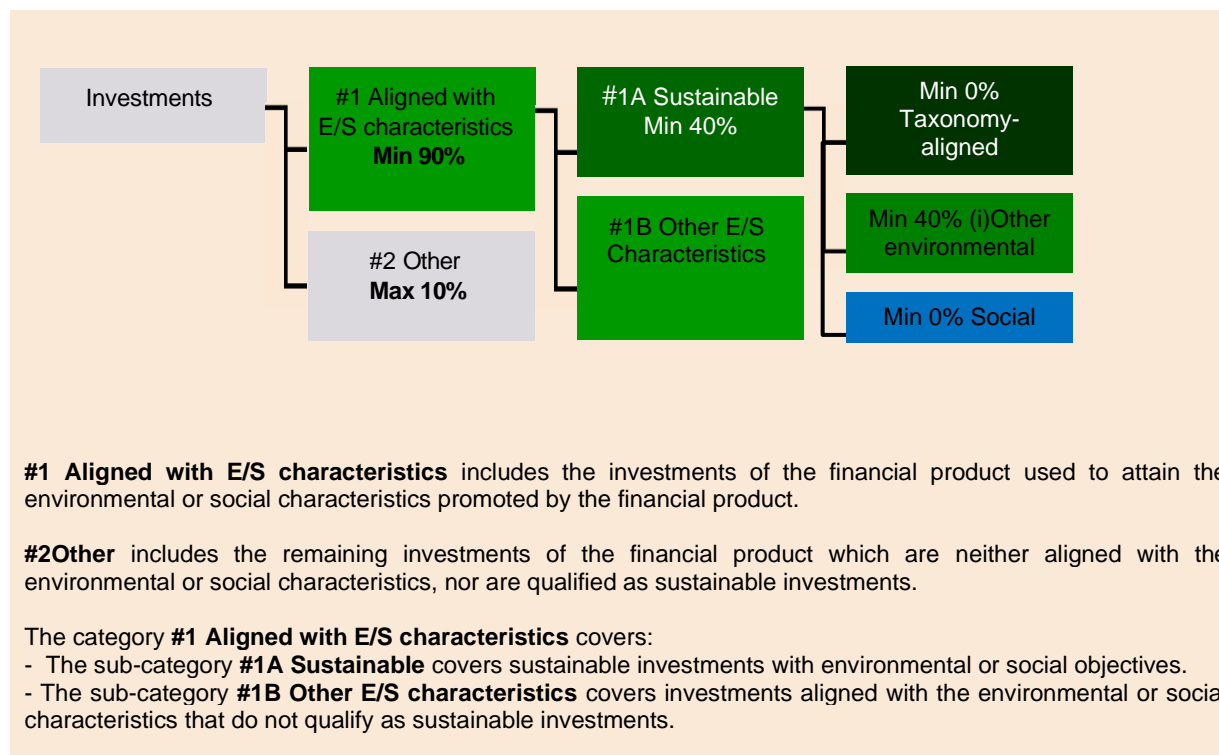 Investments
#1 Aligned with
E/S characteristics
Min 90%
#2 Other
Max 10%
#1A Sustainable
Min 40%
#1B Other E/S
Characteristics
Min 0%
Taxonomy-
aligned
Min 40% (i)Other
environmental
Min 0% Social
#1 Aligned with E/S characteristics includes the investments of the financial product used to attain the
environmental or social characteristics promoted by the financial product.
#2Other includes the remaining investments of the financial product which are neither aligned with the
environmental or social characteristics, nor are qualified as sustainable investments.
The category #1 Aligned with E/S characteristics covers:
- The sub-category #1A Sustainable covers sustainable investments with environmental or social objectives.
- The sub-category #1B Other E/S characteristics covers investments aligned with the environmental or social
characteristics that do not qualify as sustainable investments.